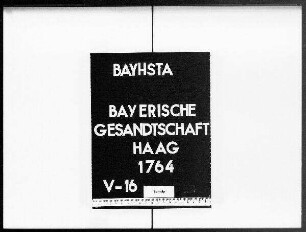 BAYHSTA
BAYERISCHE
GESANDTSCHAFT
HAAG
1764
V-16